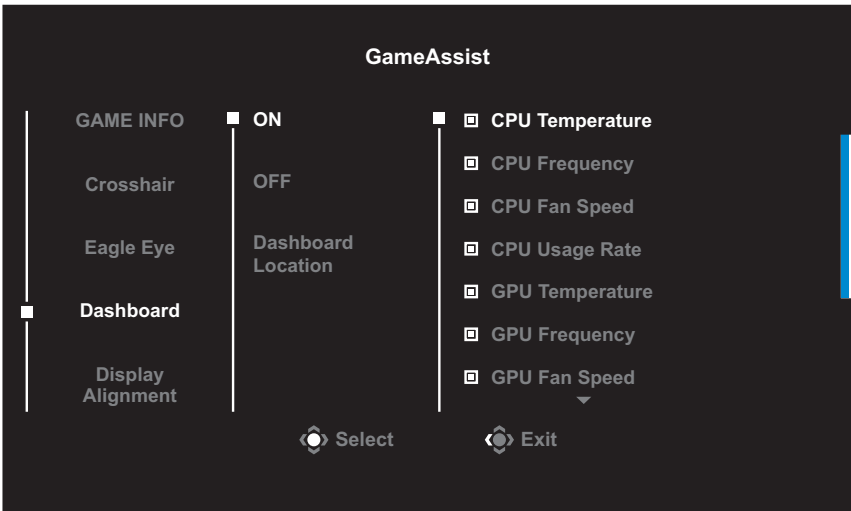 GameAssist
GAME INFO
Crosshair
Eagle Eye
Dashboard
Display
Alignment
ON
OFF
Dashboard
Location
CPU Temperature
CPU Frequency
CPU Fan Speed
CPU Usage Rate
GPU Temperature
GPU Frequency
GPU Fan Speed
Select
Exit